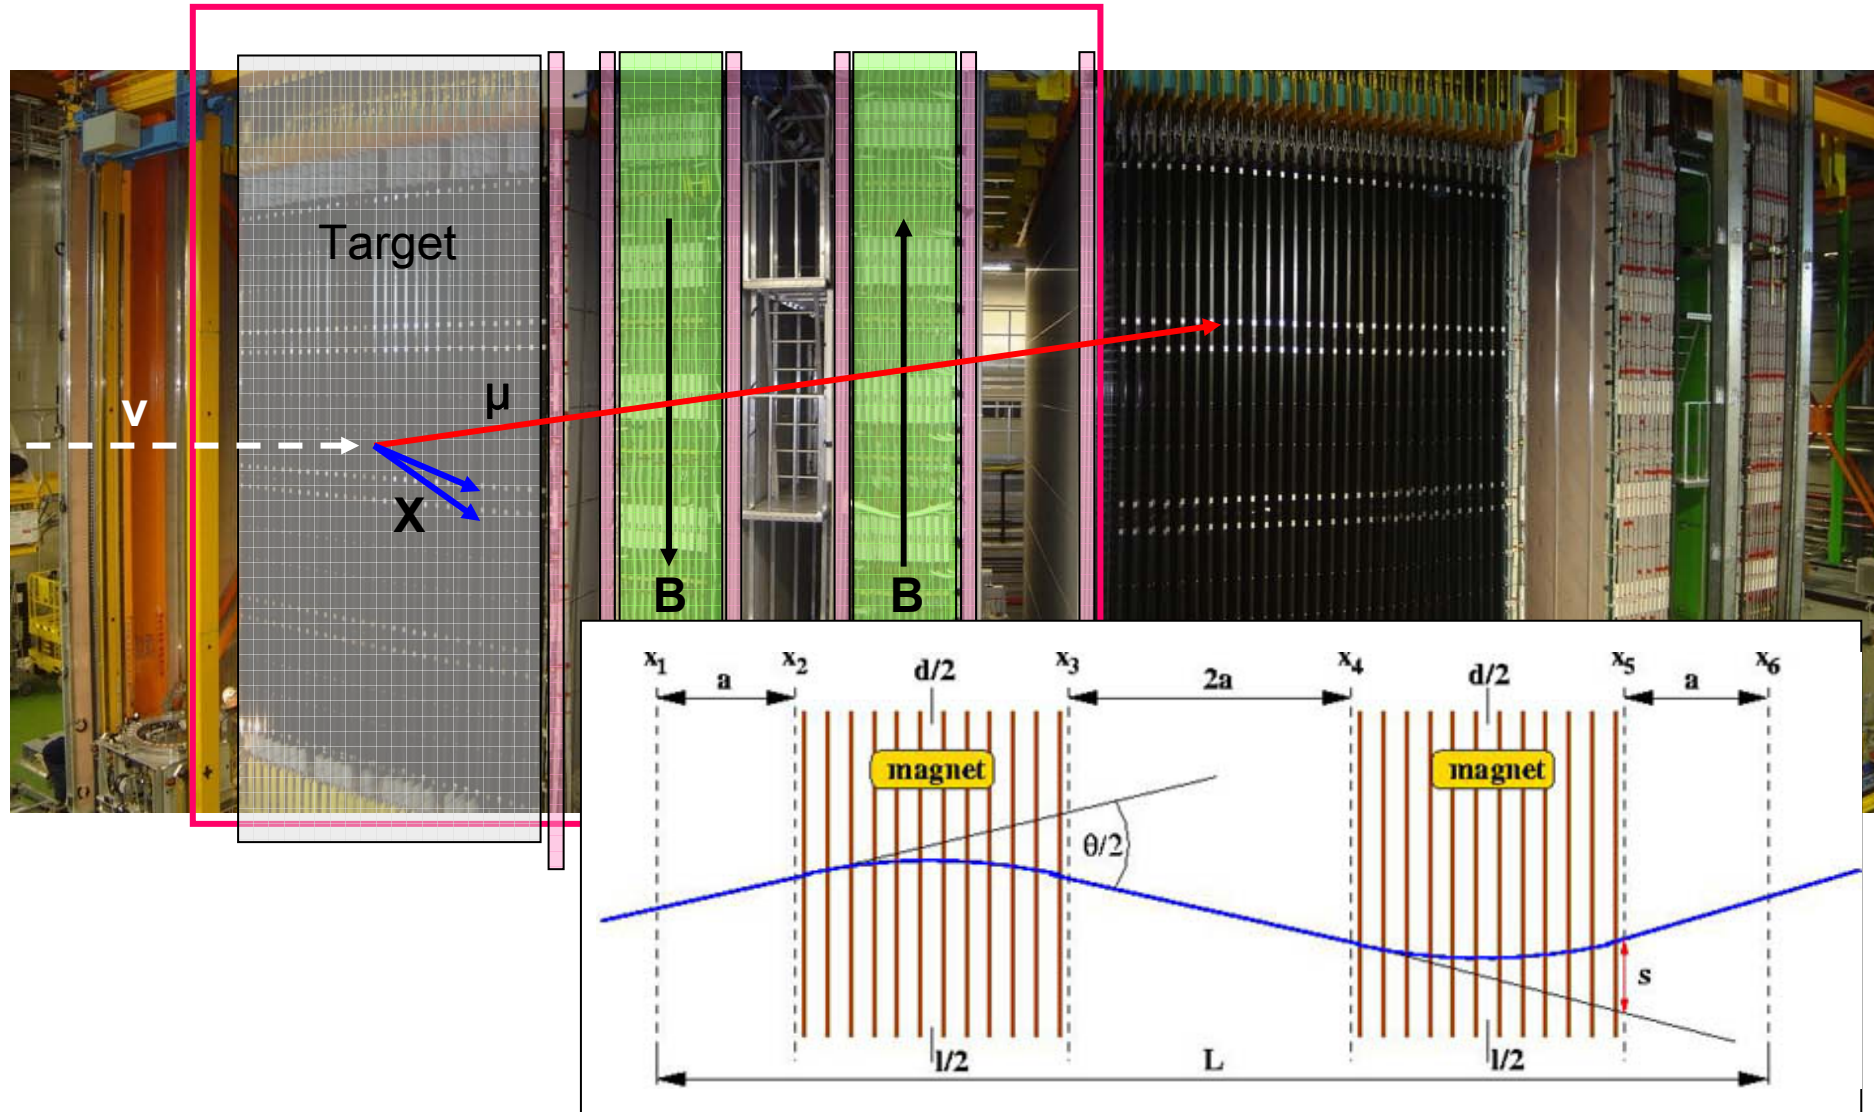 Target
ν
μ
X
B
B
x1 x2 x3 x4 x5 x6
a d/2 2a d/2 a
magnet magnet
θ/2
s
l/2 L l/2